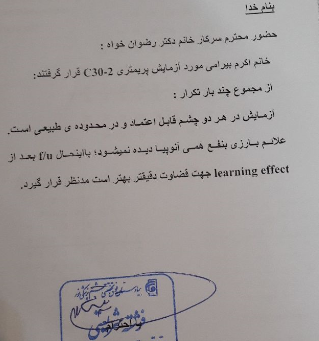 بنام خدا
حضور محترم سرکار خانم دکتر رضوان خواه :
خانم اکرم بیرامی مورد آزمایش پریمتری C30-2 قرار گرفتند:
از مجموع چند بار تکرار :
آزمایش در هر دو چشم قابل اعتماد و در محدوده ی طبیعی است.
علائم بارزی بنفع همی آنوپیا دیده نمیشود؛ بااینحال f/u بعد از
learning effect جهت قضاوت دقیقتر بهتر است مدنظر قرار گیرد.